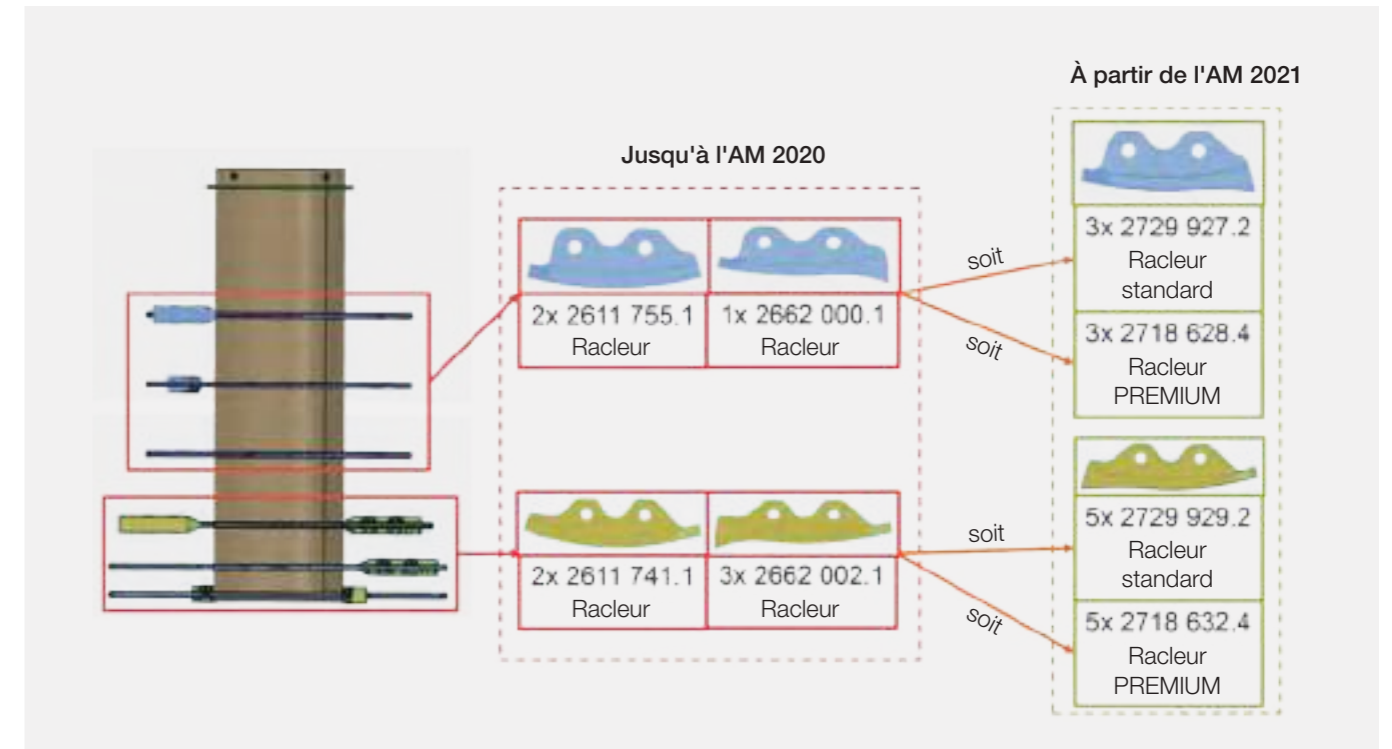 À partir de l'AM 2021
Jusqu'à l'AM 2020
2x 2611 755.1
Racleur
1x 2662 000.1
Racleur
soit
soit
3x 2729 927.2
Racleur
standard
3x 2718 628.4
Racleur
PREMIUM
2x 2611 741.1
Racleur
3x 2662 002.1
Racleur
soit
soit
5x 2729 929.2
Racleur
standard
5x 2718 632.4
Racleur
PREMIUM